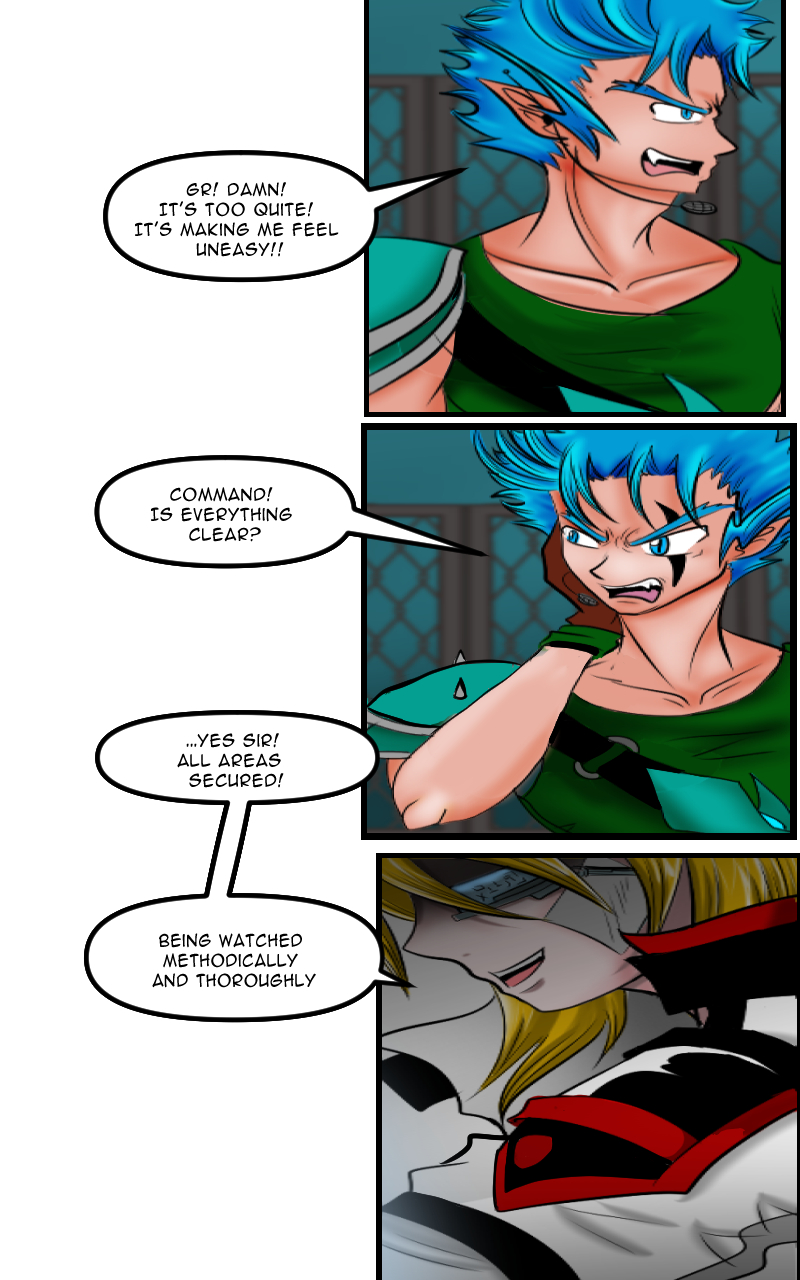 GR! DAMN!
IT'S TOO QUITE!
IT'S MAKING ME FEEL
UNEASY!!
COMMAND!
IS EVERYTHING
CLEAR?
...YES SIR!
ALL AREAS
SECURED!
BEING WATCHED
METHODICALLY
AND THOROUGHLY